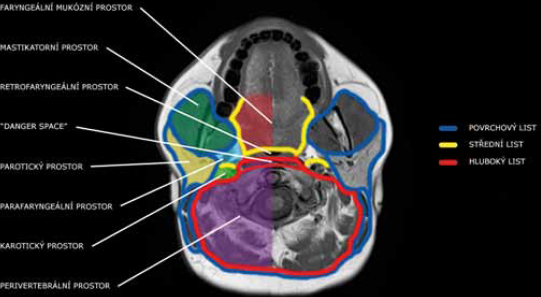 FARYNGEÁLNÍ MUKÓZNÍ PROSTOR
MASTIKATORNÍ PROSTOR
RETROFARYNGEÁLNÍ PROSTOR
"DANGER SPACE"
PAROTICKÝ PROSTOR
PARAFARYNGEÁLNÍ PROSTOR
KAROTICKÝ PROSTOR
PERIVERTEBRÁLNÍ PROSTOR
POVRCHOVÝ LIST
STŘEDNÍ LIST
HLUBOKÝ LIST